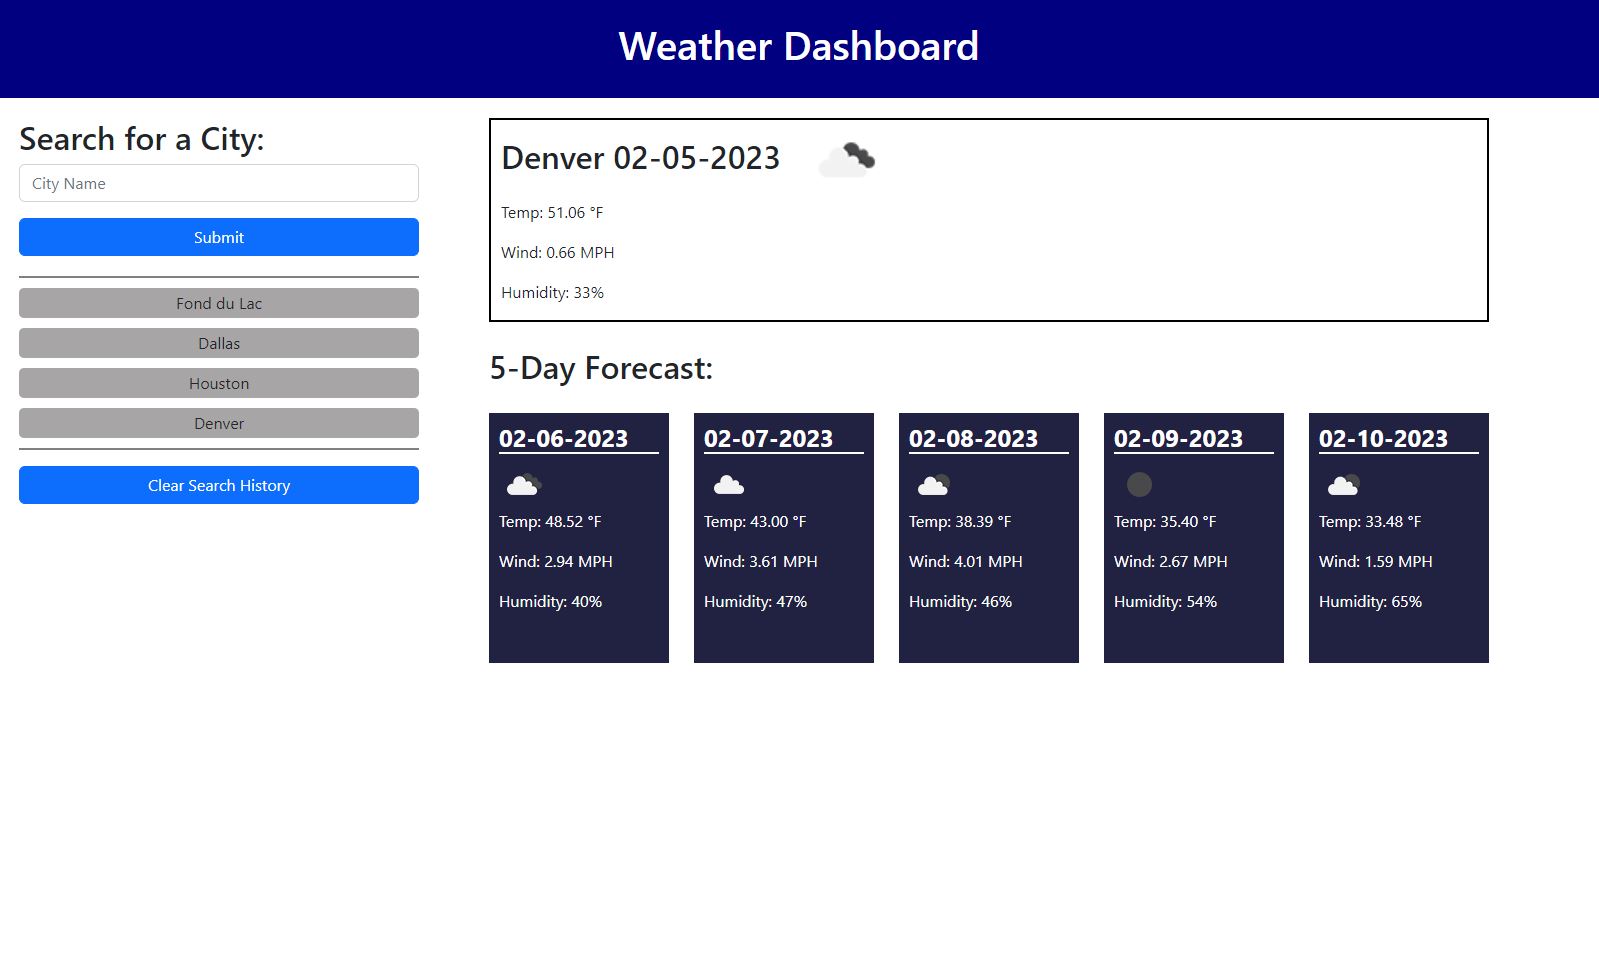 Weather Dashboard
Search for a City:
City Name
Submit
Fond du Lac
Dallas
Houston
Denver
Clear Search History
Denver 02-05-2023
Temp: 51.06 °F
Wind: 0.66 MPH
Humidity: 33%
5-Day Forecast:
02-06-2023
Temp: 48.52 °F
Wind: 2.94 MPH
Humidity: 40%
02-07-2023
Temp: 43.00 °F
Wind: 3.61 MPH
Humidity: 47%
02-08-2023
Temp: 38.39 °F
Wind: 4.01 MPH
Humidity: 46%
02-09-2023
Temp: 35.40 °F
Wind: 2.67 MPH
Humidity: 54%
02-10-2023
Temp: 33.48 °F
Wind: 1.59 MPH
Humidity: 65%